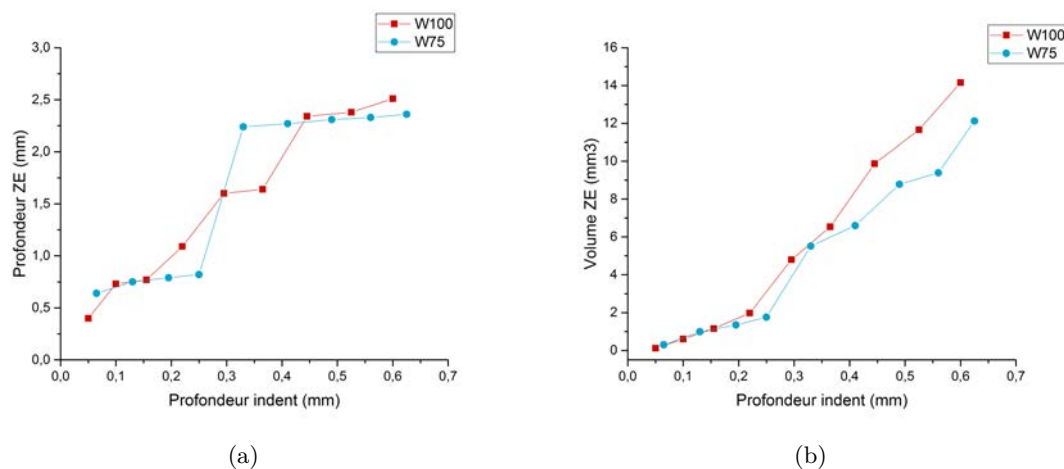 W100
W75
3,0
2,5
2,0
1,5
1,0
0,5
0,0
Profondeur ZE (mm)
0,0 0,1 0,2 0,3 0,4 0,5 0,6 0,7
Profondeur indent (mm)
(a)
W100
W75
16
14
12
10
8
6
4
2
0
Volume ZE (mm3)
0,0 0,1 0,2 0,3 0,4 0,5 0,6 0,7
Profondeur indent (mm)
(b)